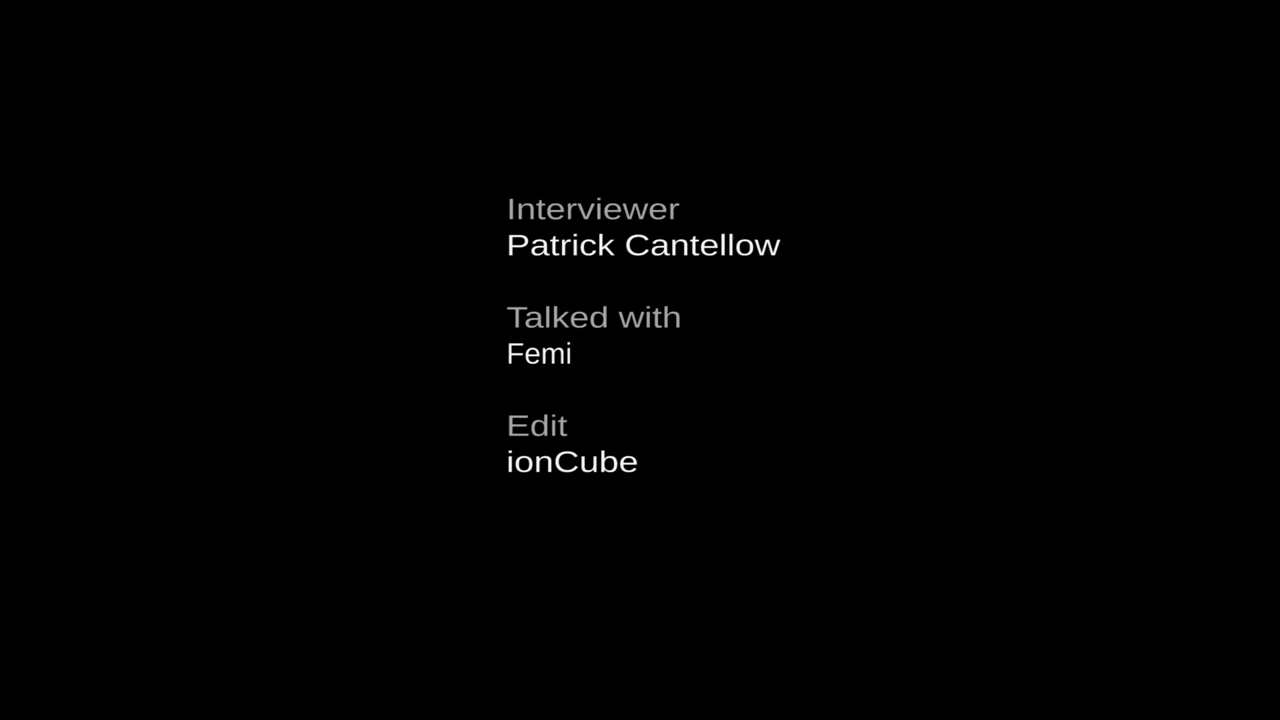 Interviewer
Patrick Cantellow
Talked with
Femi
Edit
ionCube